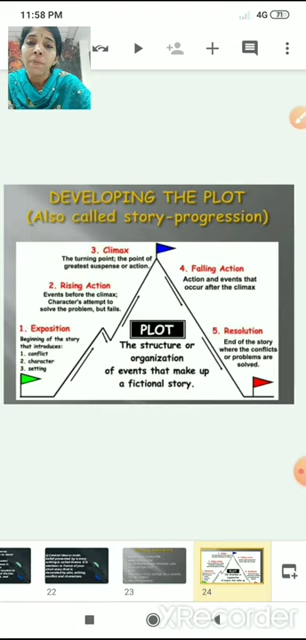 11:58 PM
4G 71
DEVELOPING THE PLOT
(Also called story-progression)
3. Climax
The turning point; the point of
greatest suspense or action.
2. Rising Action
Events before the climax;
Character's attempt to
solve the problem, but fails.
4. Falling Action
Action and events that
occur after the climax
1. Exposition
Beginning of the story
that introduces:
1. conflict
2. character
3. setting
PLOT
The structure or
organization
of events that make up
a fictional story.
5. Resolution
End of the story
where the conflicts
or problems are
solved.
22
23
24
XRecorder